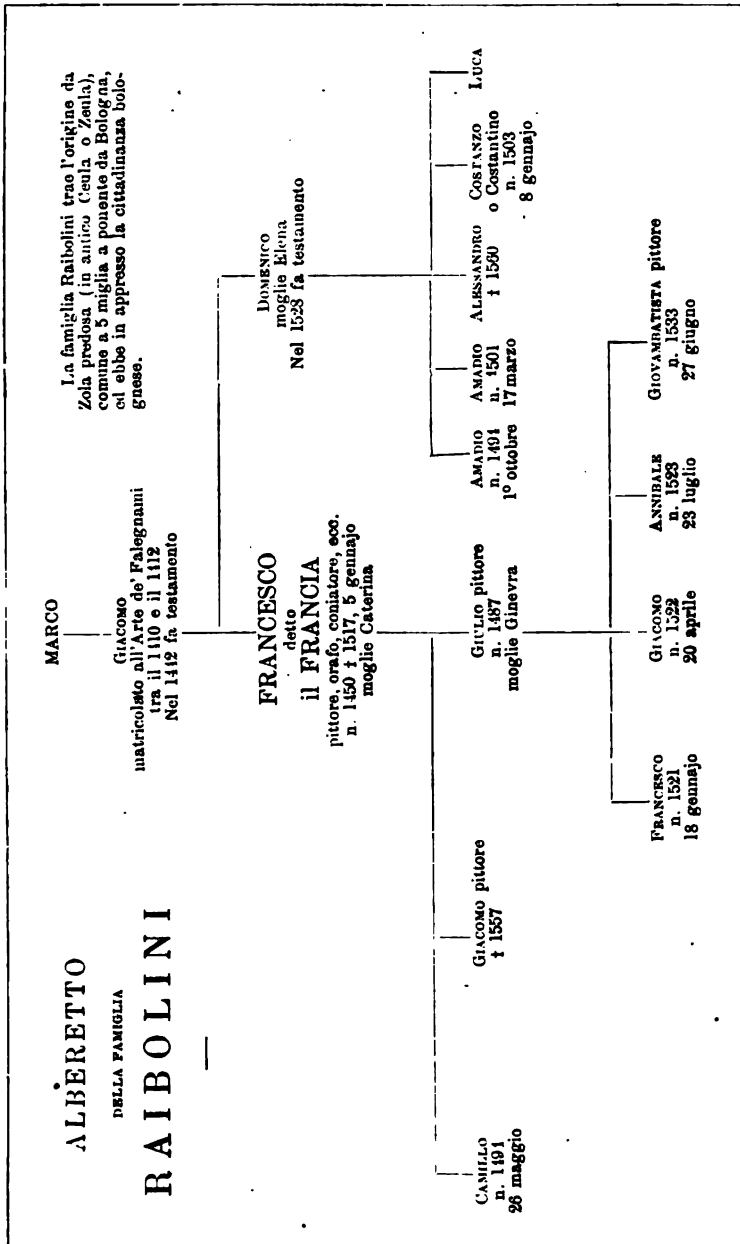 ALBERETTO
DELLA FAMIGLIA
RAIBOLINI
MARCO
GIACOMO
matricolato all'Arte de' Falegnami
tra il 1410 e il 1412
Nel 1442 fa testamento
La famiglia Raibolini trae l'origine da
Zola predosa (in antico Ceula o Zeula),
comune a 5 miglia a ponente da Bologna,
ed ebbe in appresso la cittadinanza bolo-
gnese.
FRANCESCO
detto
il FRANCIA
pittore, orafo, coniatore, ecc.
n. 1450 † 1517, 5 gennajo
moglie Caterina
DOMENICO
moglie Elena
Nel 1528 fa testamento
CAMILLO
n. 1491
26 maggio
GIACOMO pittore
† 1557
GIULIO pittore
n. 1487
moglie Ginevra
AMADIO
n. 1491
1º ottobre
AMADIO
n. 1501
17 marzo
ALESSANDRO
† 1560
COSTANZO
o Costantino
n. 1503
8 gennajo
LUCA
FRANCESCO
n. 1521
18 gennajo
GIACOMO
n. 1522
20 aprile
ANNIBALE
n. 1523
23 luglio
GIOVAMBATISTA pittore
n. 1533
27 giugno